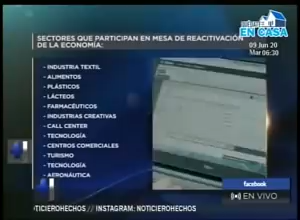 SECTORES QUE PARTICIPAN EN MESA DE REACTIVACIÓN
DE LA ECONOMÍA:
- INDUSTRIA TEXTIL
- ALIMENTOS
- PLÁSTICOS
- LÁCTEOS
- FARMACÉUTICOS
- INDUSTRIAS CREATIVAS
- CALL CENTER
- TECNOLOGÍA
- CENTROS COMERCIALES
- TURISMO
- TECNOLOGÍA
- AERONÁUTICA
EN CASA
09 Jun 20
Mar 06:30
facebook
EN VIVO
OTICIEROHECHOS // INSTAGRAM: NOTICIEROHECHOS